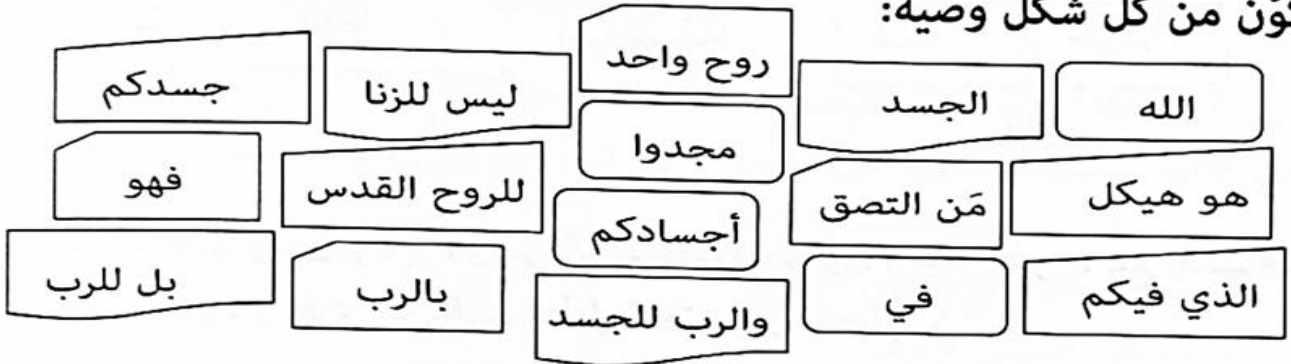 كوّن من كل شكل وصية:
الله
الجسد
روح واحد
ليس للزنا
جسدكم
مجدوا
هو هيكل
مَن التصق
للروح القدس
فهو
أجسادكم
الذي فيكم
في
والرب للجسد
بالرب
بل للرب